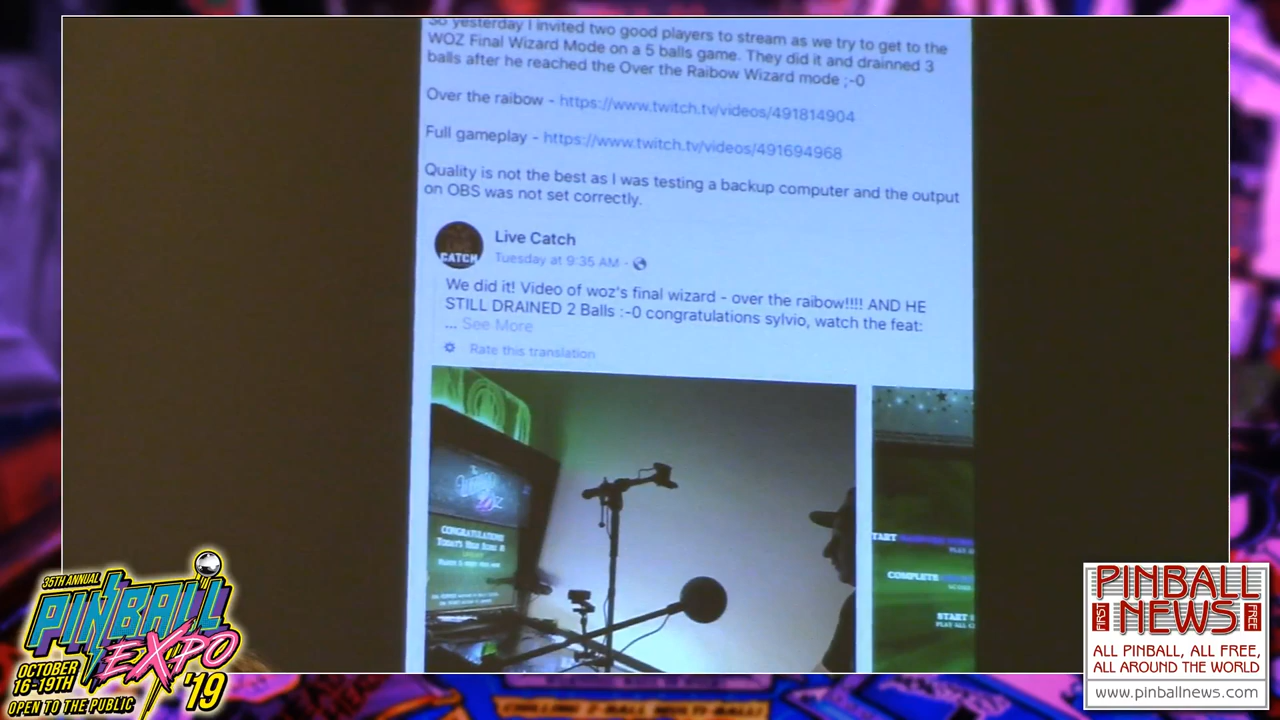 So yesterday I invited two good players to stream as we try to get to the
WOZ Final Wizard Mode on a 5 balls game. They did it and drainned 3
balls after he reached the Over the Raibow Wizard mode ;-0
Over the raibow - https://www.twitch.tv/videos/491814904
Full gameplay - https://www.twitch.tv/videos/491694968
Quality is not the best as I was testing a backup computer and the output
on OBS was not set correctly.
CATCH
Live Catch
Tuesday at 9:35 AM ·
We did it! Video of woz's final wizard - over the raibow!!!! AND HE
STILL DRAINED 2 Balls :-0 congratulations sylvio, watch the feat:
... See More
Rate this translation
CONGRATULATIONS
TODAY'S HIGH SCORE
COMPLETE
START
35TH ANNUAL
PINBALL
EXPO
OCTOBER
16-19TH
'19
OPEN TO THE PUBLIC
PINBALL
FIRST NEWS FREE
ALL PINBALL, ALL FREE,
ALL AROUND THE WORLD
www.pinballnews.com